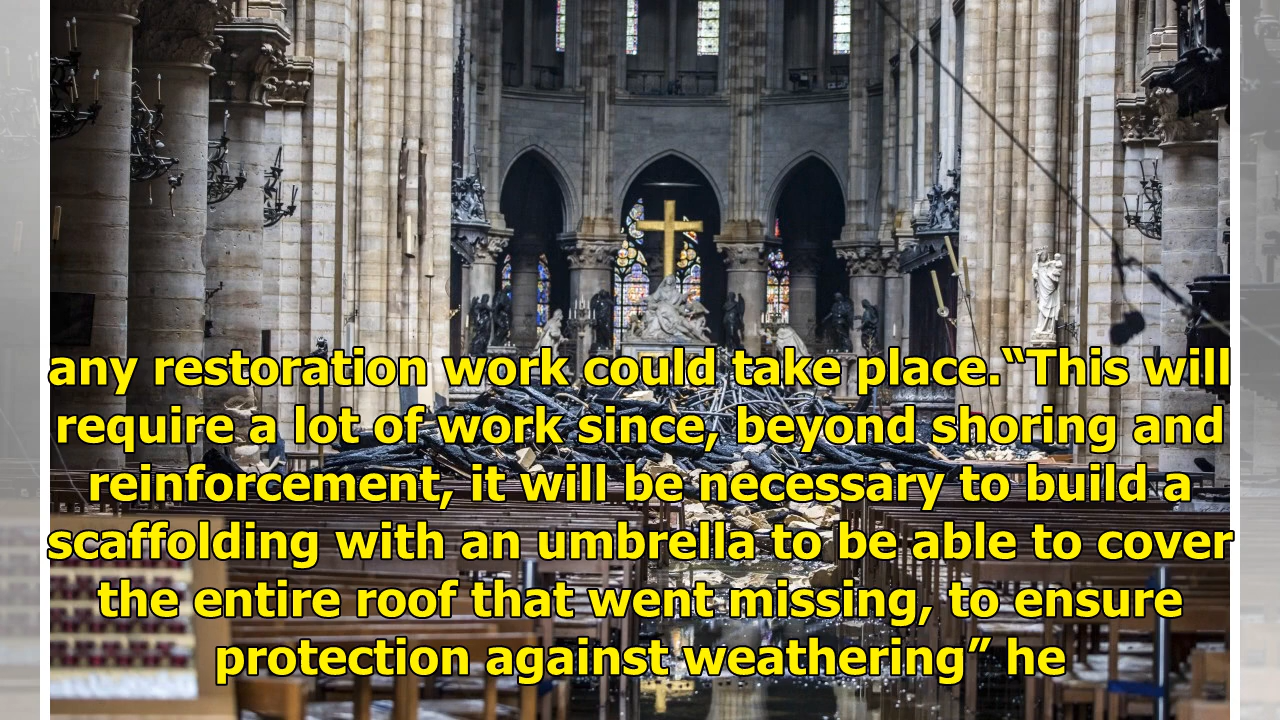 any restoration work could take place.“This will
require a lot of work since, beyond shoring and
reinforcement, it will be necessary to build a
scaffolding with an umbrella to be able to cover
the entire roof that went missing, to ensure
protection against weathering” he